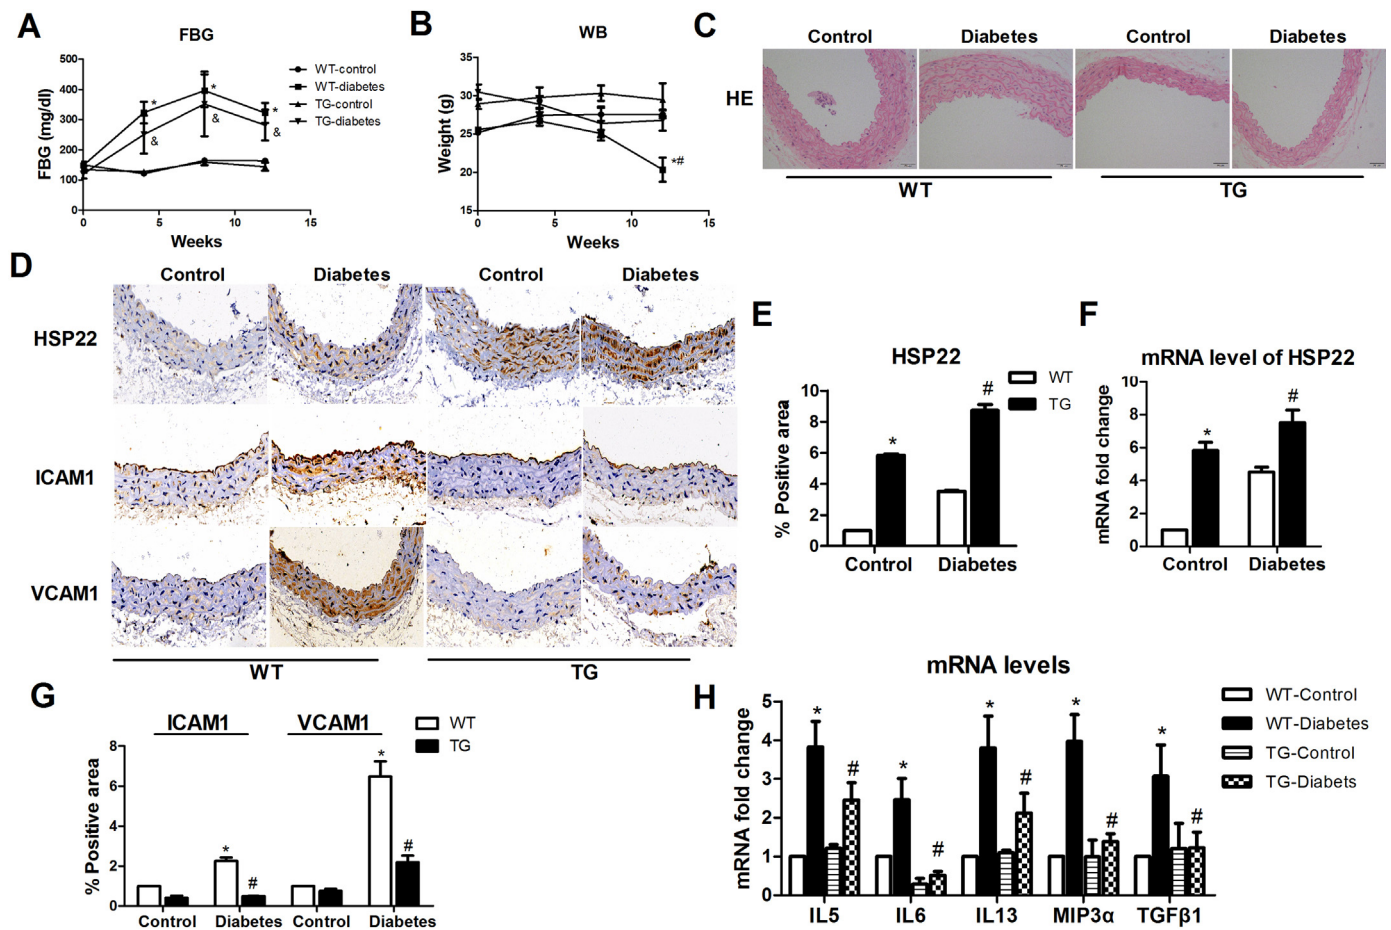 A
FBG
FBG (mg/dl)
500
400
300
200
100
0
0
5
10
15
Weeks
*
*
*
&
&
&
WT-control
WT-diabetes
TG-control
TG-diabetes
B
WB
Weight (g)
35
30
25
20
15
0
5
10
15
Weeks
*#
C
Control
Diabetes
Control
Diabetes
HE
WT
TG
D
Control
Diabetes
Control
Diabetes
HSP22
ICAM1
VCAM1
WT
TG
E
HSP22
% Positive area
10
8
6
4
2
0
*
#
Control
Diabetes
WT
TG
F
mRNA level of HSP22
mRNA fold change
10
8
6
4
2
0
*
#
Control
Diabetes
G
ICAM1
VCAM1
WT
TG
% Positive area
8
6
4
2
0
*
#
*
#
Control
Diabetes
Control
Diabetes
H
mRNA levels
mRNA fold change
5
4
3
2
1
0
*
#
*
#
*
#
*
#
*
#
IL5
IL6
IL13
MIP3α
TGFβ1
WT-Control
WT-Diabetes
TG-Control
TG-Diabets